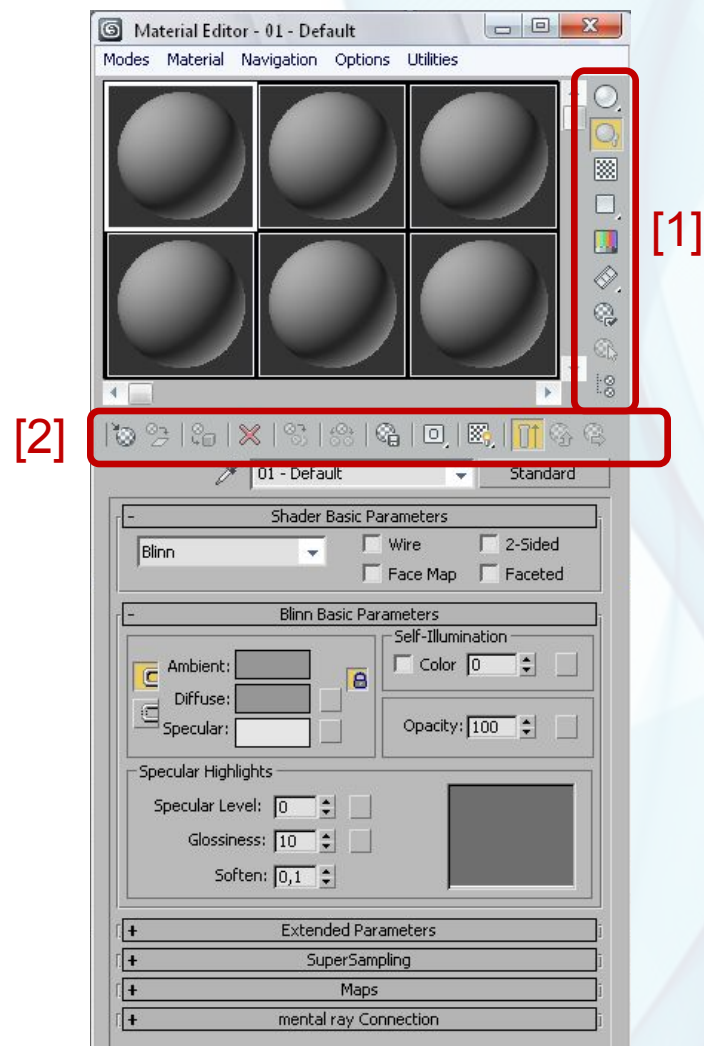 Material Editor - 01 - Default
Modes Material Navigation Options Utilities
[1]
[2]
01 - Default Standard
- Shader Basic Parameters
Blinn Wire 2-Sided
Face Map Faceted
- Blinn Basic Parameters
Self-Illumination
Ambient: Color 0
Diffuse:
Specular: Opacity: 100
Specular Highlights
Specular Level: 0
Glossiness: 10
Soften: 0,1
+ Extended Parameters
+ SuperSampling
+ Maps
+ mental ray Connection